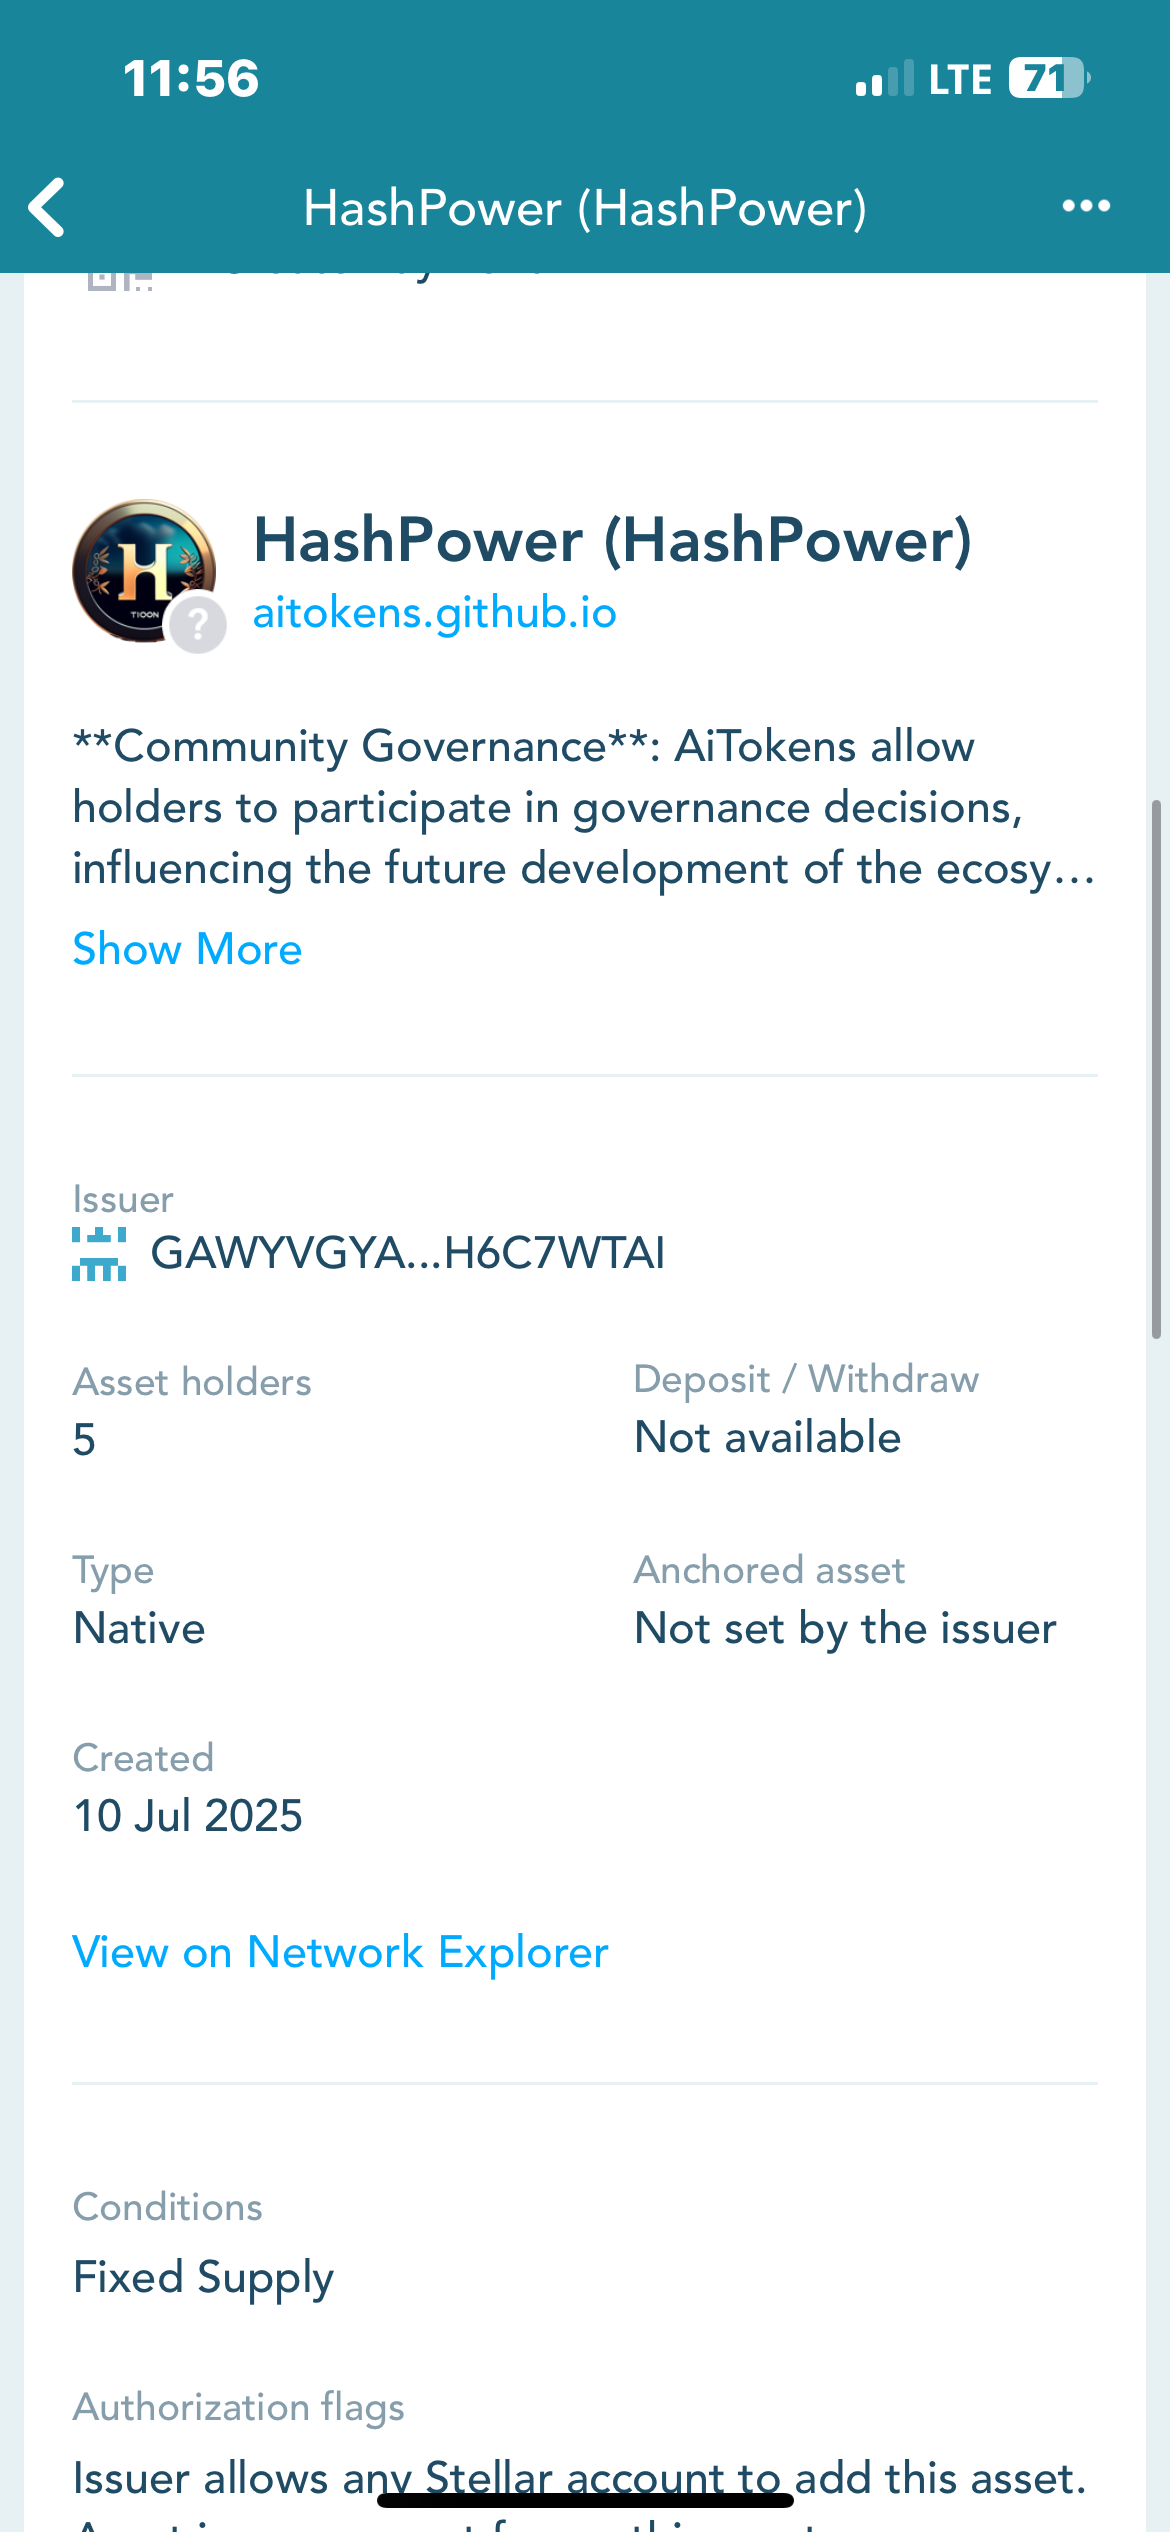 11:56
LTE 71
HashPower (HashPower)
HashPower (HashPower)
TIOON
aitokens.github.io
**Community Governance**: AiTokens allow
holders to participate in governance decisions,
influencing the future development of the ecosy...
Show More
Issuer
GAWYVGYA...H6C7WTAI
Asset holders
5
Deposit / Withdraw
Not available
Type
Native
Anchored asset
Not set by the issuer
Created
10 Jul 2025
View on Network Explorer
Conditions
Fixed Supply
Authorization flags
Issuer allows any Stellar account to add this asset.